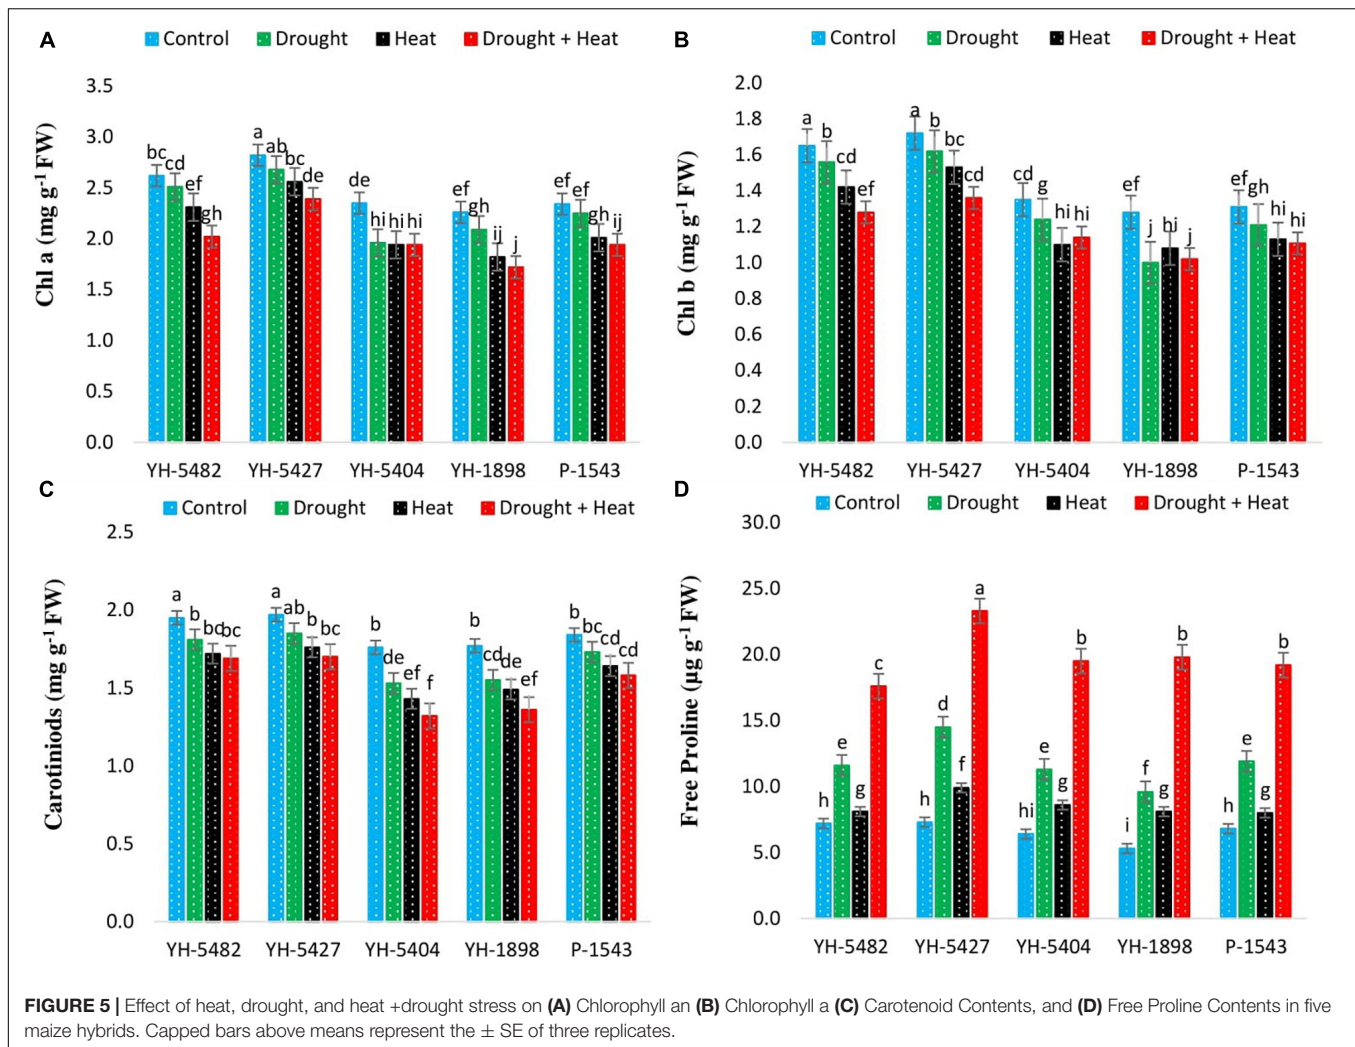 A
Control Drought Heat Drought + Heat
Chl a (mg g-1 FW)
3.5
3.0
2.5
2.0
1.5
1.0
0.5
0.0
bc cd ef gh
a ab bc de
de hi hi hi
ef gh ij j
ef ef gh ij
YH-5482 YH-5427 YH-5404 YH-1898 P-1543
B
Control Drought Heat Drought + Heat
Chl b (mg g-1 FW)
2.0
1.8
1.6
1.4
1.2
1.0
0.8
0.6
0.4
0.2
0.0
a b cd ef
a b bc cd
cd g hi hi
ef j hj j
ef gh hi hi
YH-5482 YH-5427 YH-5404 YH-1898 P-1543
C
Control Drought Heat Drought + Heat
Carotiniods (mg g-1 FW)
2.5
2.0
1.5
1.0
0.5
0.0
a b bc bc
a ab b bc
b de ef f
b cd de ef
b bc cd cd
YH-5482 YH-5427 YH-5404 YH-1898 P-1543
D
Control Drought Heat Drought + Heat
Free Proline (µg g-1 FW)
30.0
25.0
20.0
15.0
10.0
5.0
0.0
h e g c
h d f a
hi e g b
i f g b
h e g b
YH-5482 YH-5427 YH-5404 YH-1898 P-1543
FIGURE 5 | Effect of heat, drought, and heat +drought stress on (A) Chlorophyll an (B) Chlorophyll a (C) Carotenoid Contents, and (D) Free Proline Contents in five
maize hybrids. Capped bars above means represent the ± SE of three replicates.